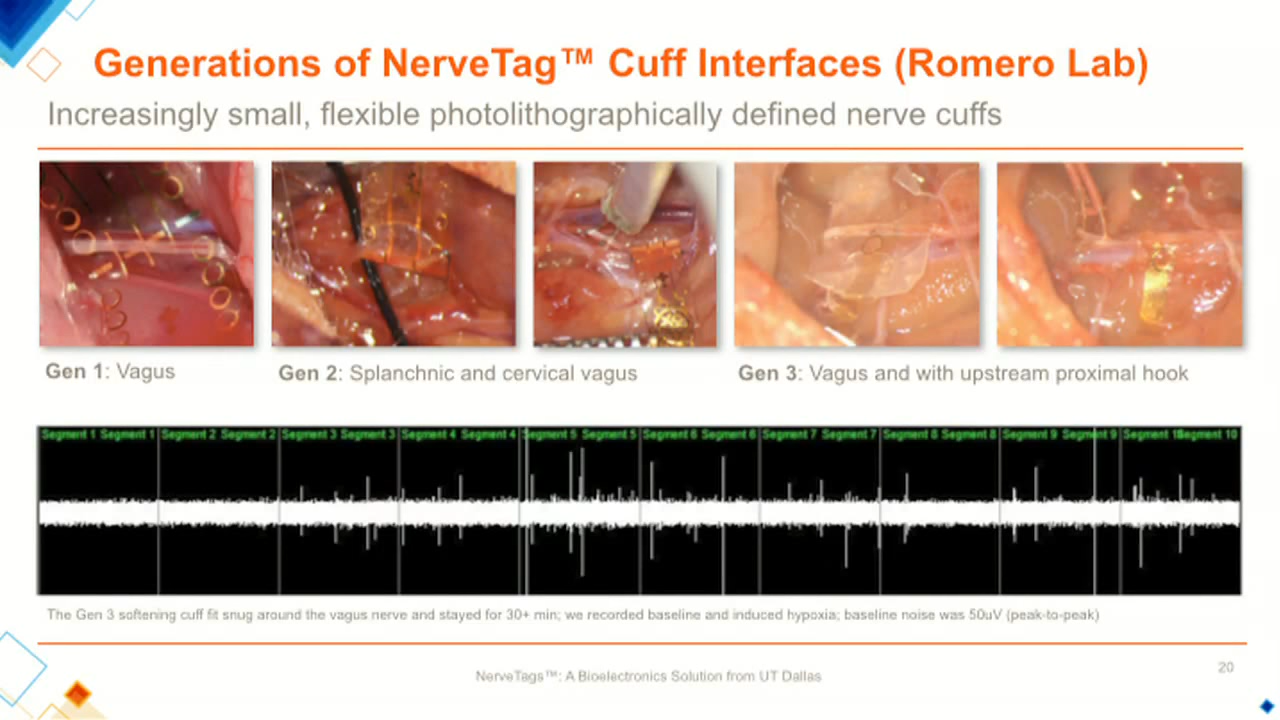 Generations of NerveTag™ Cuff Interfaces (Romero Lab)
Increasingly small, flexible photolithographically defined nerve cuffs
Gen 1: Vagus
Gen 2: Splanchnic and cervical vagus
Gen 3: Vagus and with upstream proximal hook
Segment 1 Segment 1 Segment 2 Segment 2 Segment 3 Segment 3 Segment 4 Segment 4 Segment 5 Segment 5 Segment 6 Segment 6 Segment 7 Segment 7 Segment 8 Segment 8 Segment 9 Segment 9 Segment 10 Segment 10
The Gen 3 softening cuff fit snug around the vagus nerve and stayed for 30+ min; we recorded baseline and induced hypoxia; baseline noise was 50uV (peak-to-peak)
NerveTags™: A Bioelectronics Solution from UT Dallas
20